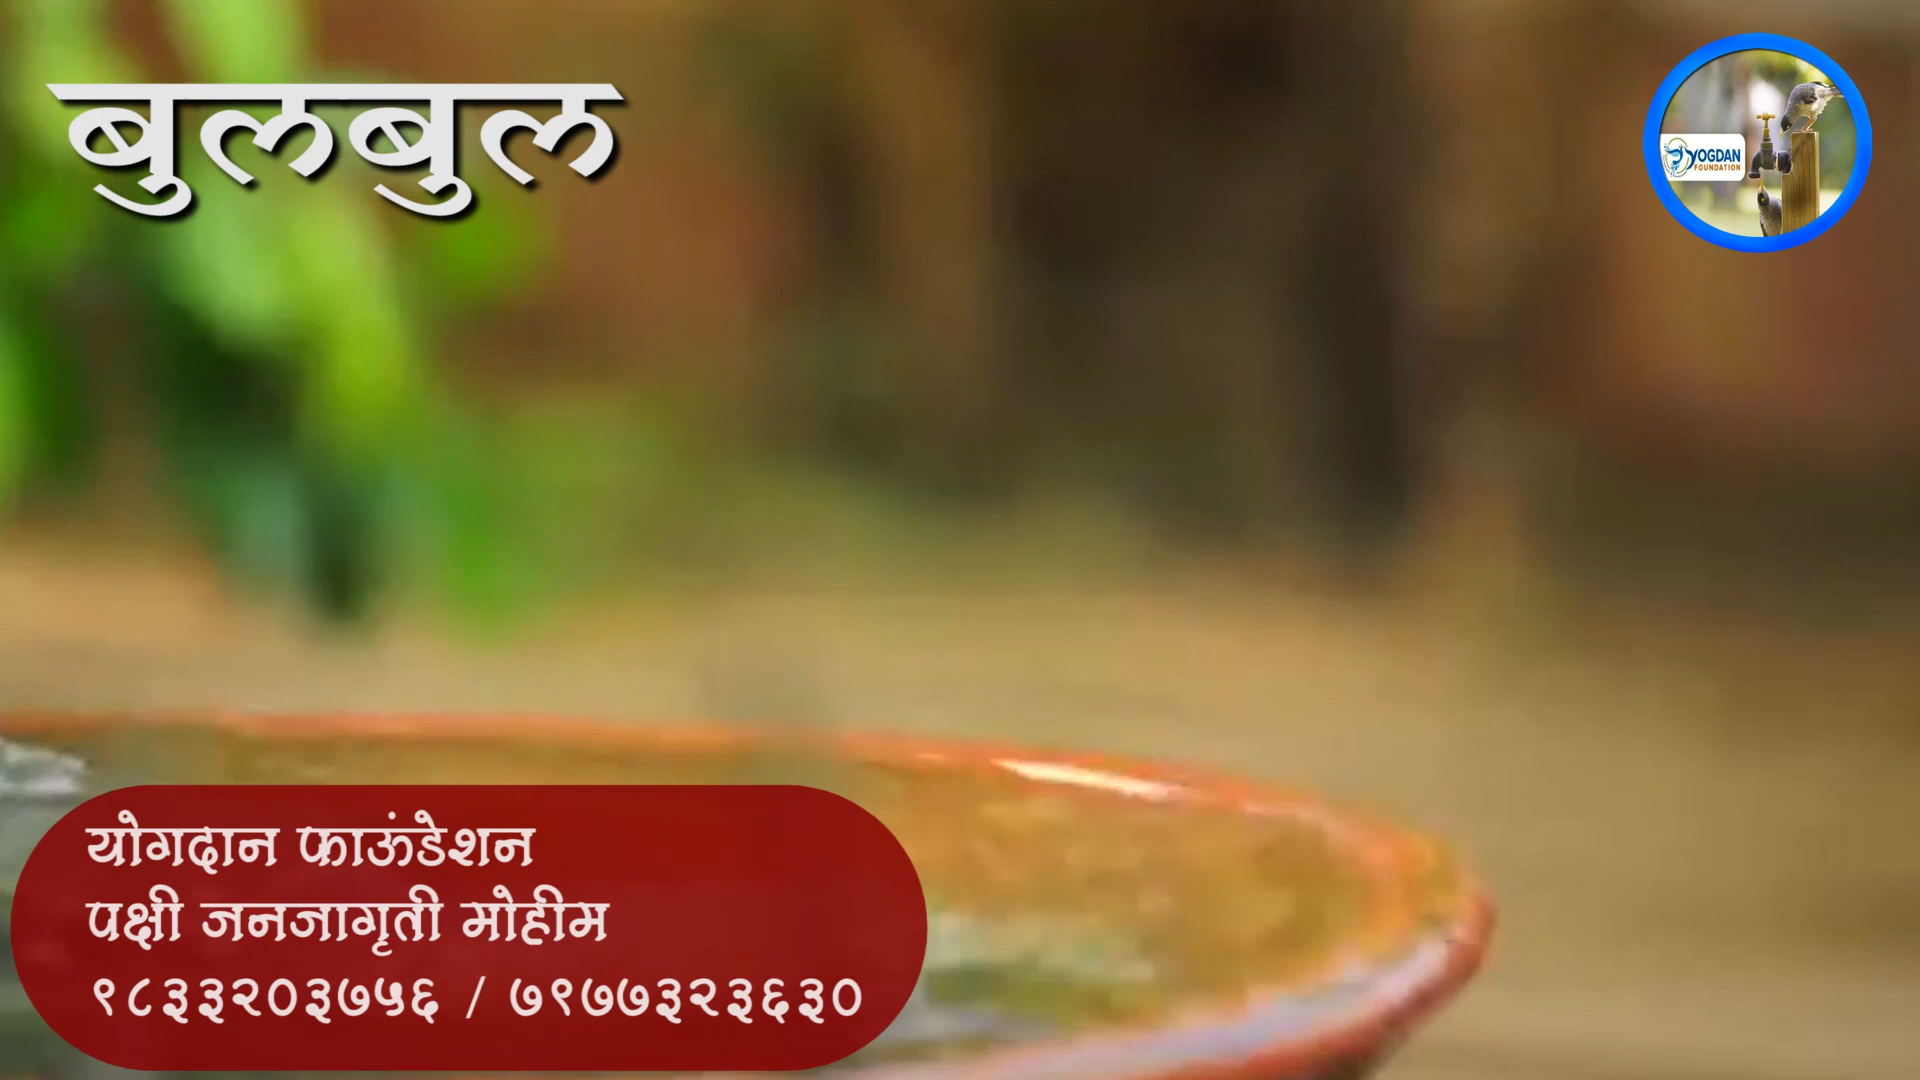 बुलबुल
YOGDAN
FOUNDATION
योगदान फाऊंडेशन
पक्षी जनजागृती मोहीम
९८३३२०३७५६ / ७९७७३२३६३०